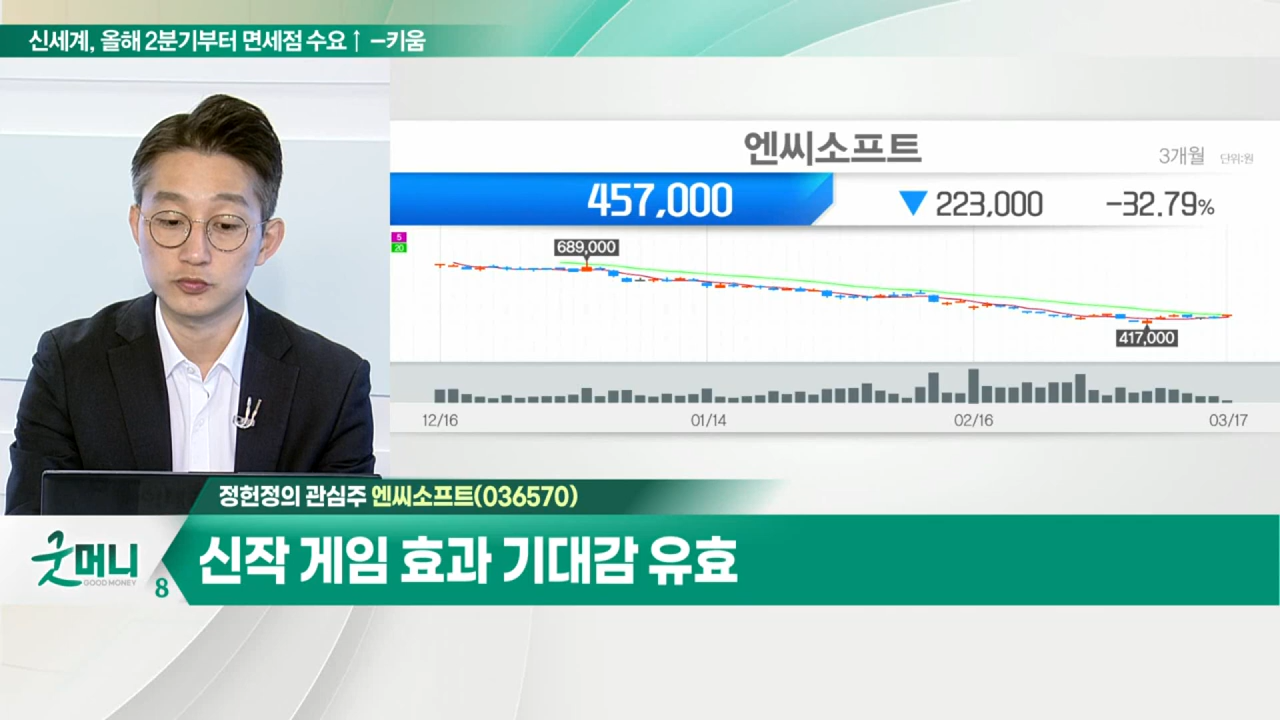 신세계, 올해 2분기부터 면세점 수요↑ -키움
엔씨소프트
3개월 단위:원
457,000 ▼ 223,000 -32.79%
5
20
689,000
417,000
12/16 01/14 02/16 03/17
정헌정의 관심주 엔씨소프트(036570)
굿머니
GOOD MONEY
8
신작 게임 효과 기대감 유효